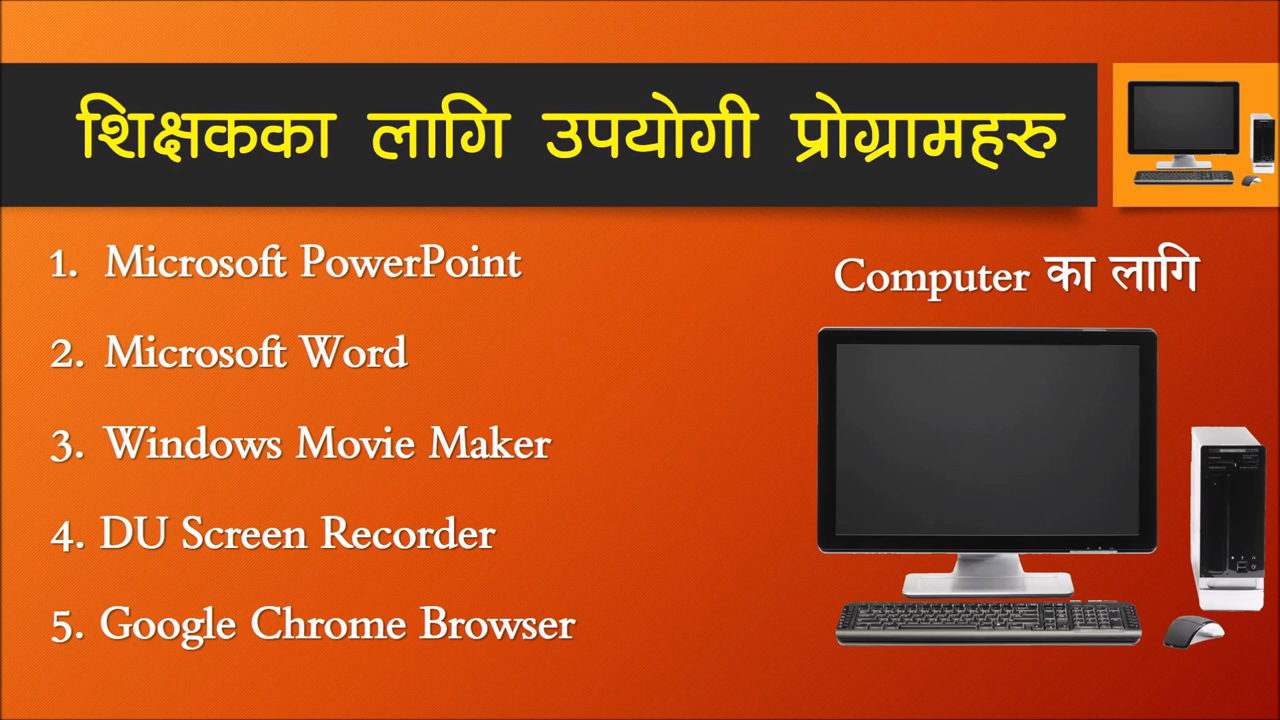 शिक्षकका लागि उपयोगी प्रोग्रामहरु
1. Microsoft PowerPoint
2. Microsoft Word
3. Windows Movie Maker
4. DU Screen Recorder
5. Google Chrome Browser
Computer का लागि